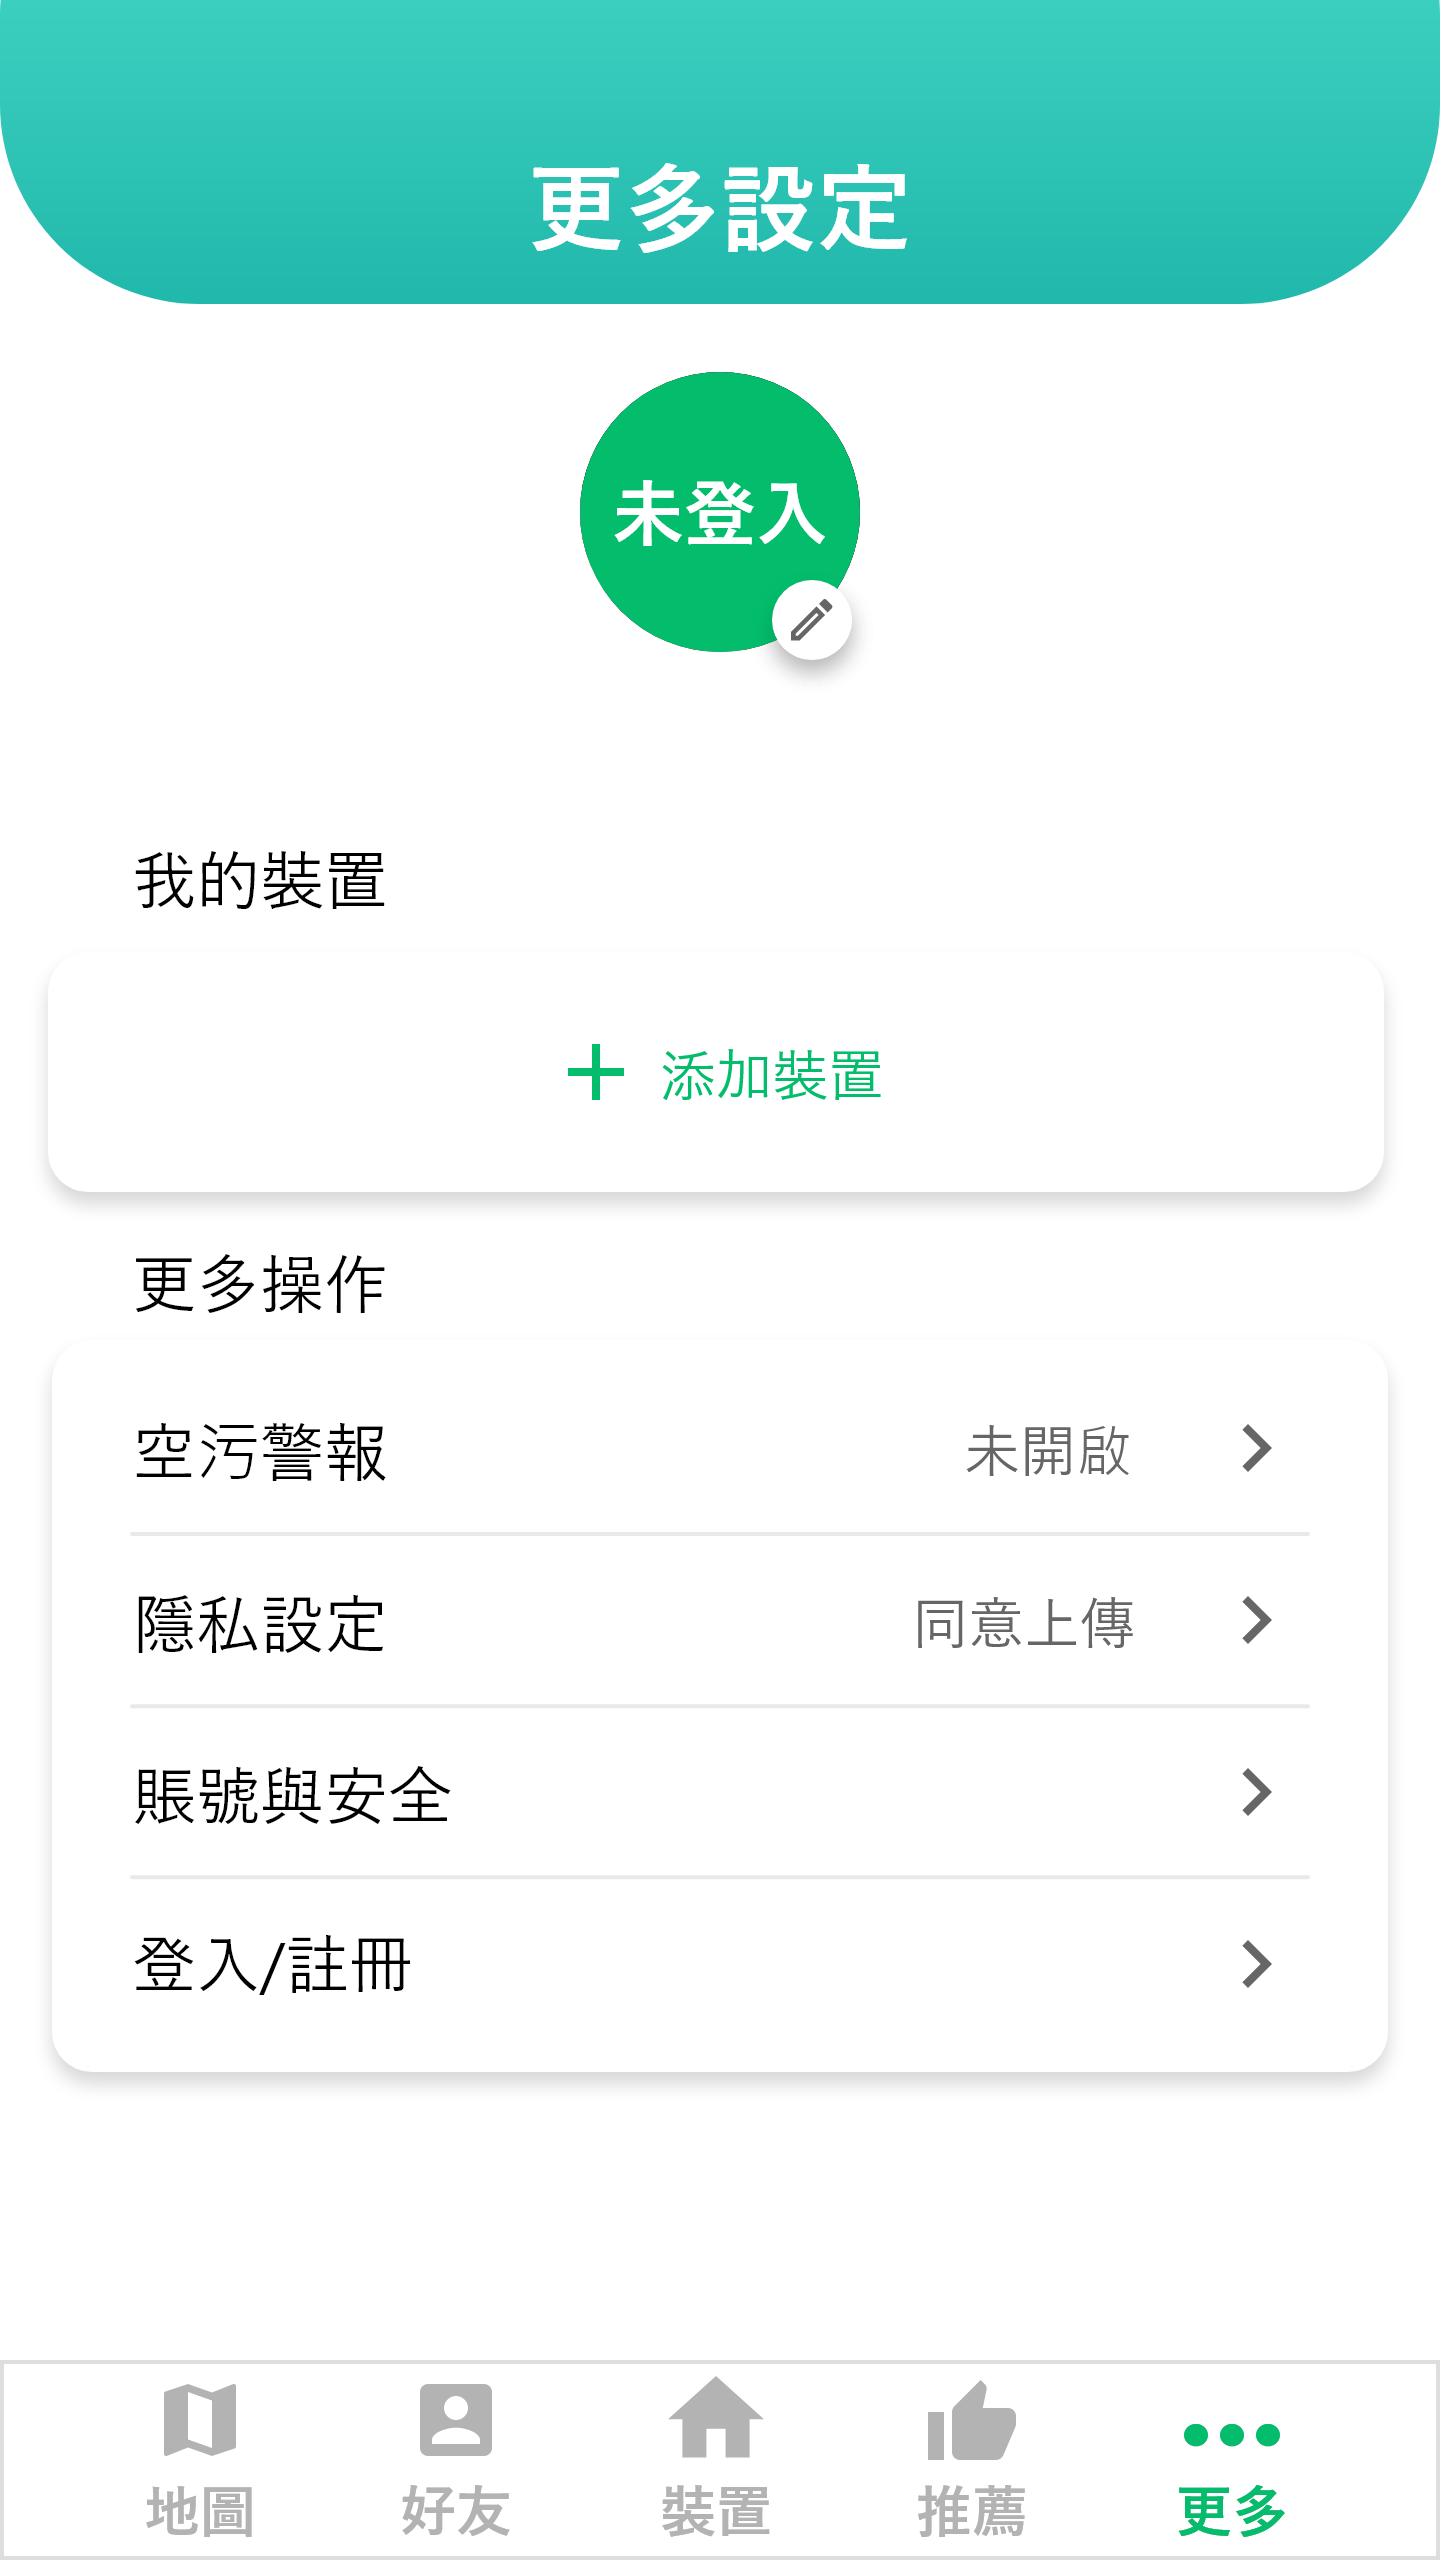 更多設定
未登入
我的裝置
添加裝置
更多操作
空污警報 未開啟
隱私設定 同意上傳
賬號與安全
登入/註冊
地圖 好友 裝置 推薦 更多